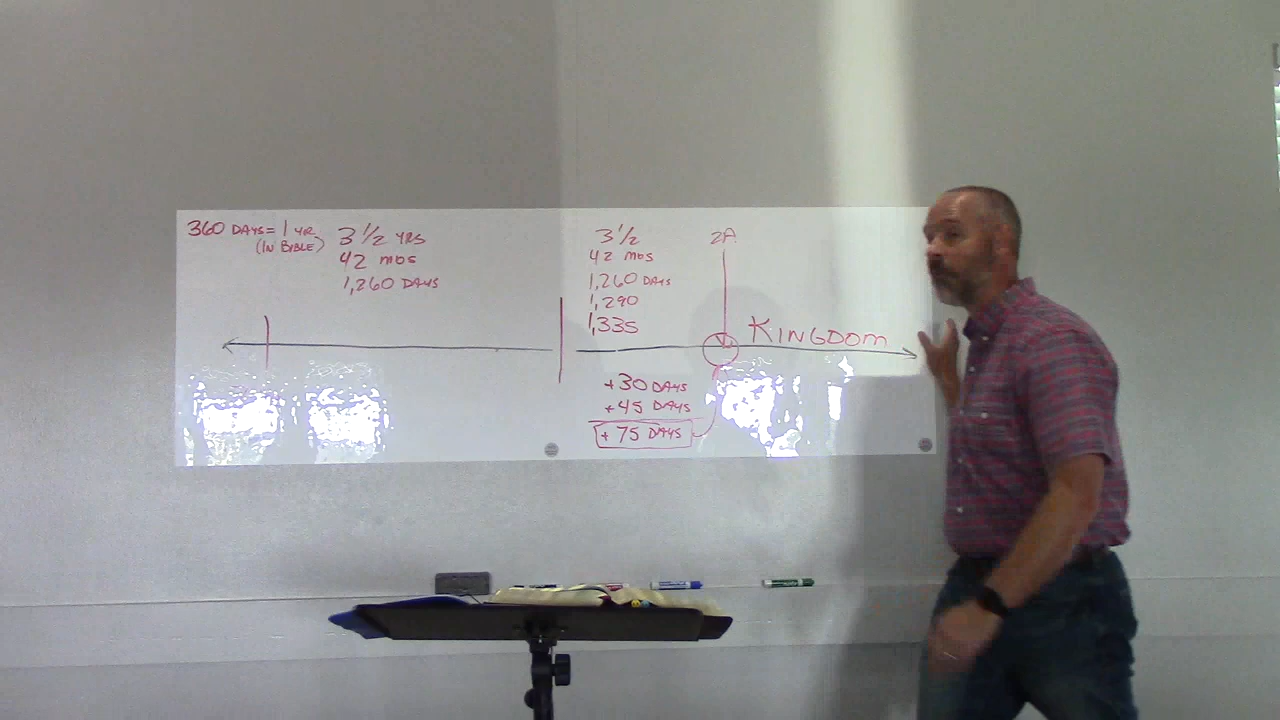 360 DAYS = 1 YR
(IN BIBLE)
3 1/2 YRS
42 MOS
1,260 DAYS
3 1/2
42 MOS
1,260 DAYS
1,290
1,335
2A
KINGDOM
+30 DAYS
+45 DAYS
+75 DAYS